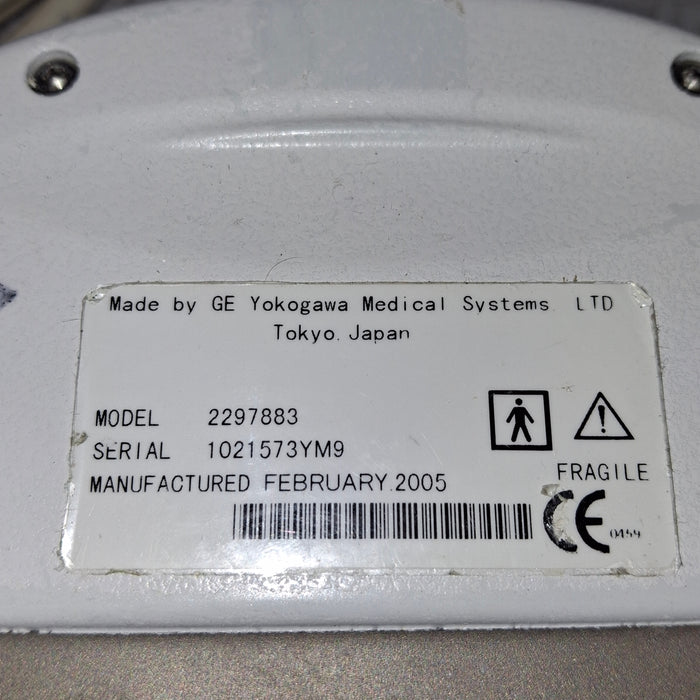 Made by GE Yokogawa Medical Systems. LTD
Tokyo. Japan
MODEL 2297883
SERIAL 1021573YM9
MANUFACTURED FEBRUARY.2005
FRAGILE
CE 0459